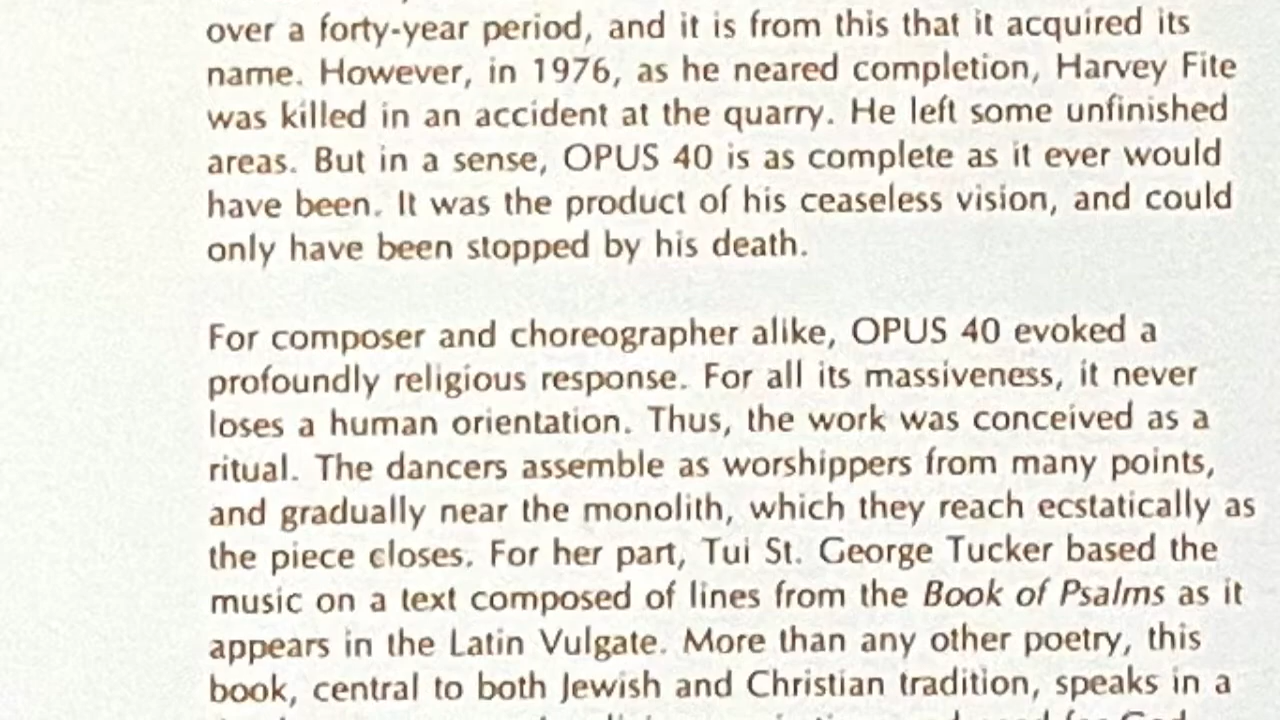 over a forty-year period, and it is from this that it acquired its
name. However, in 1976, as he neared completion, Harvey Fite
was killed in an accident at the quarry. He left some unfinished
areas. But in a sense, OPUS 40 is as complete as it ever would
have been. It was the product of his ceaseless vision, and could
only have been stopped by his death.
For composer and choreographer alike, OPUS 40 evoked a
profoundly religious response. For all its massiveness, it never
loses a human orientation. Thus, the work was conceived as a
ritual. The dancers assemble as worshippers from many points,
and gradually near the monolith, which they reach ecstatically as
the piece closes. For her part, Tui St. George Tucker based the
music on a text composed of lines from the Book of Psalms as it
appears in the Latin Vulgate. More than any other poetry, this
book, central to both Jewish and Christian tradition, speaks in a